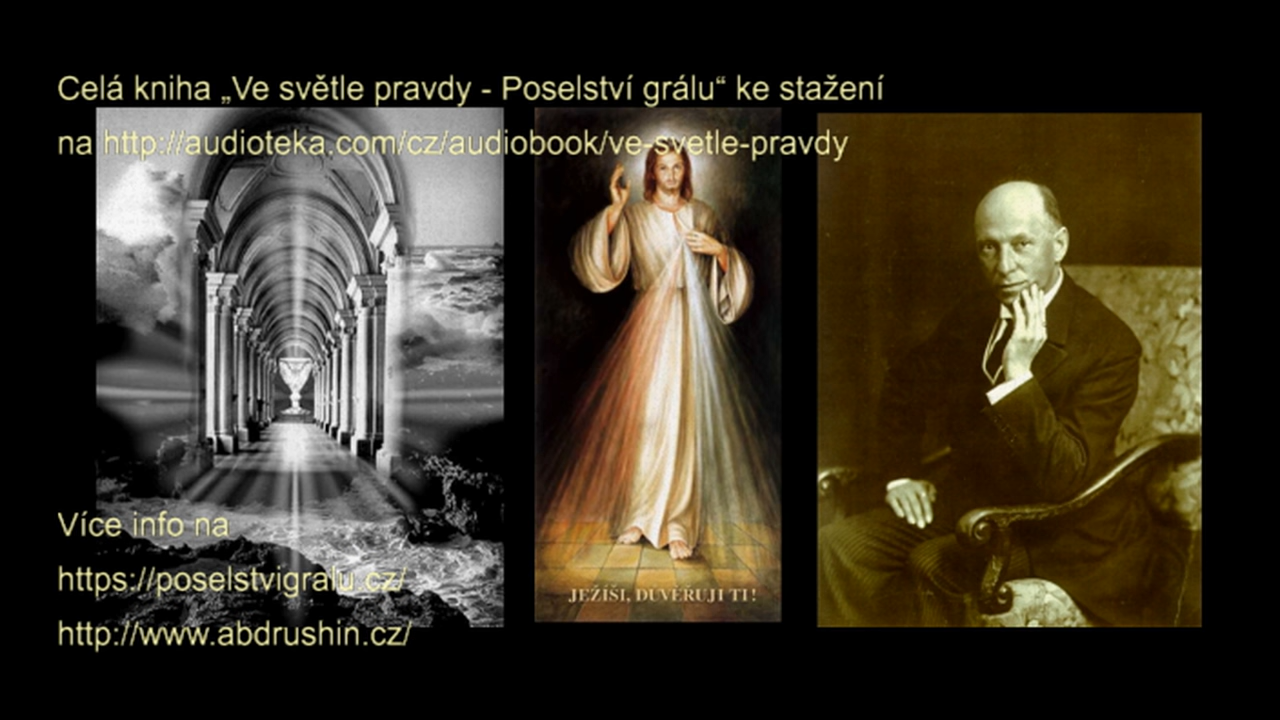 Celá kniha „Ve světle pravdy - Poselství grálu“ ke stažení
na http://audioteka.com/cz/audiobook/ve-svetle-pravdy
JEŽÍŠI, DŮVĚŘUJI TI!
Více info na
https://poselstvigralu.cz/
http://www.abdrushin.cz/